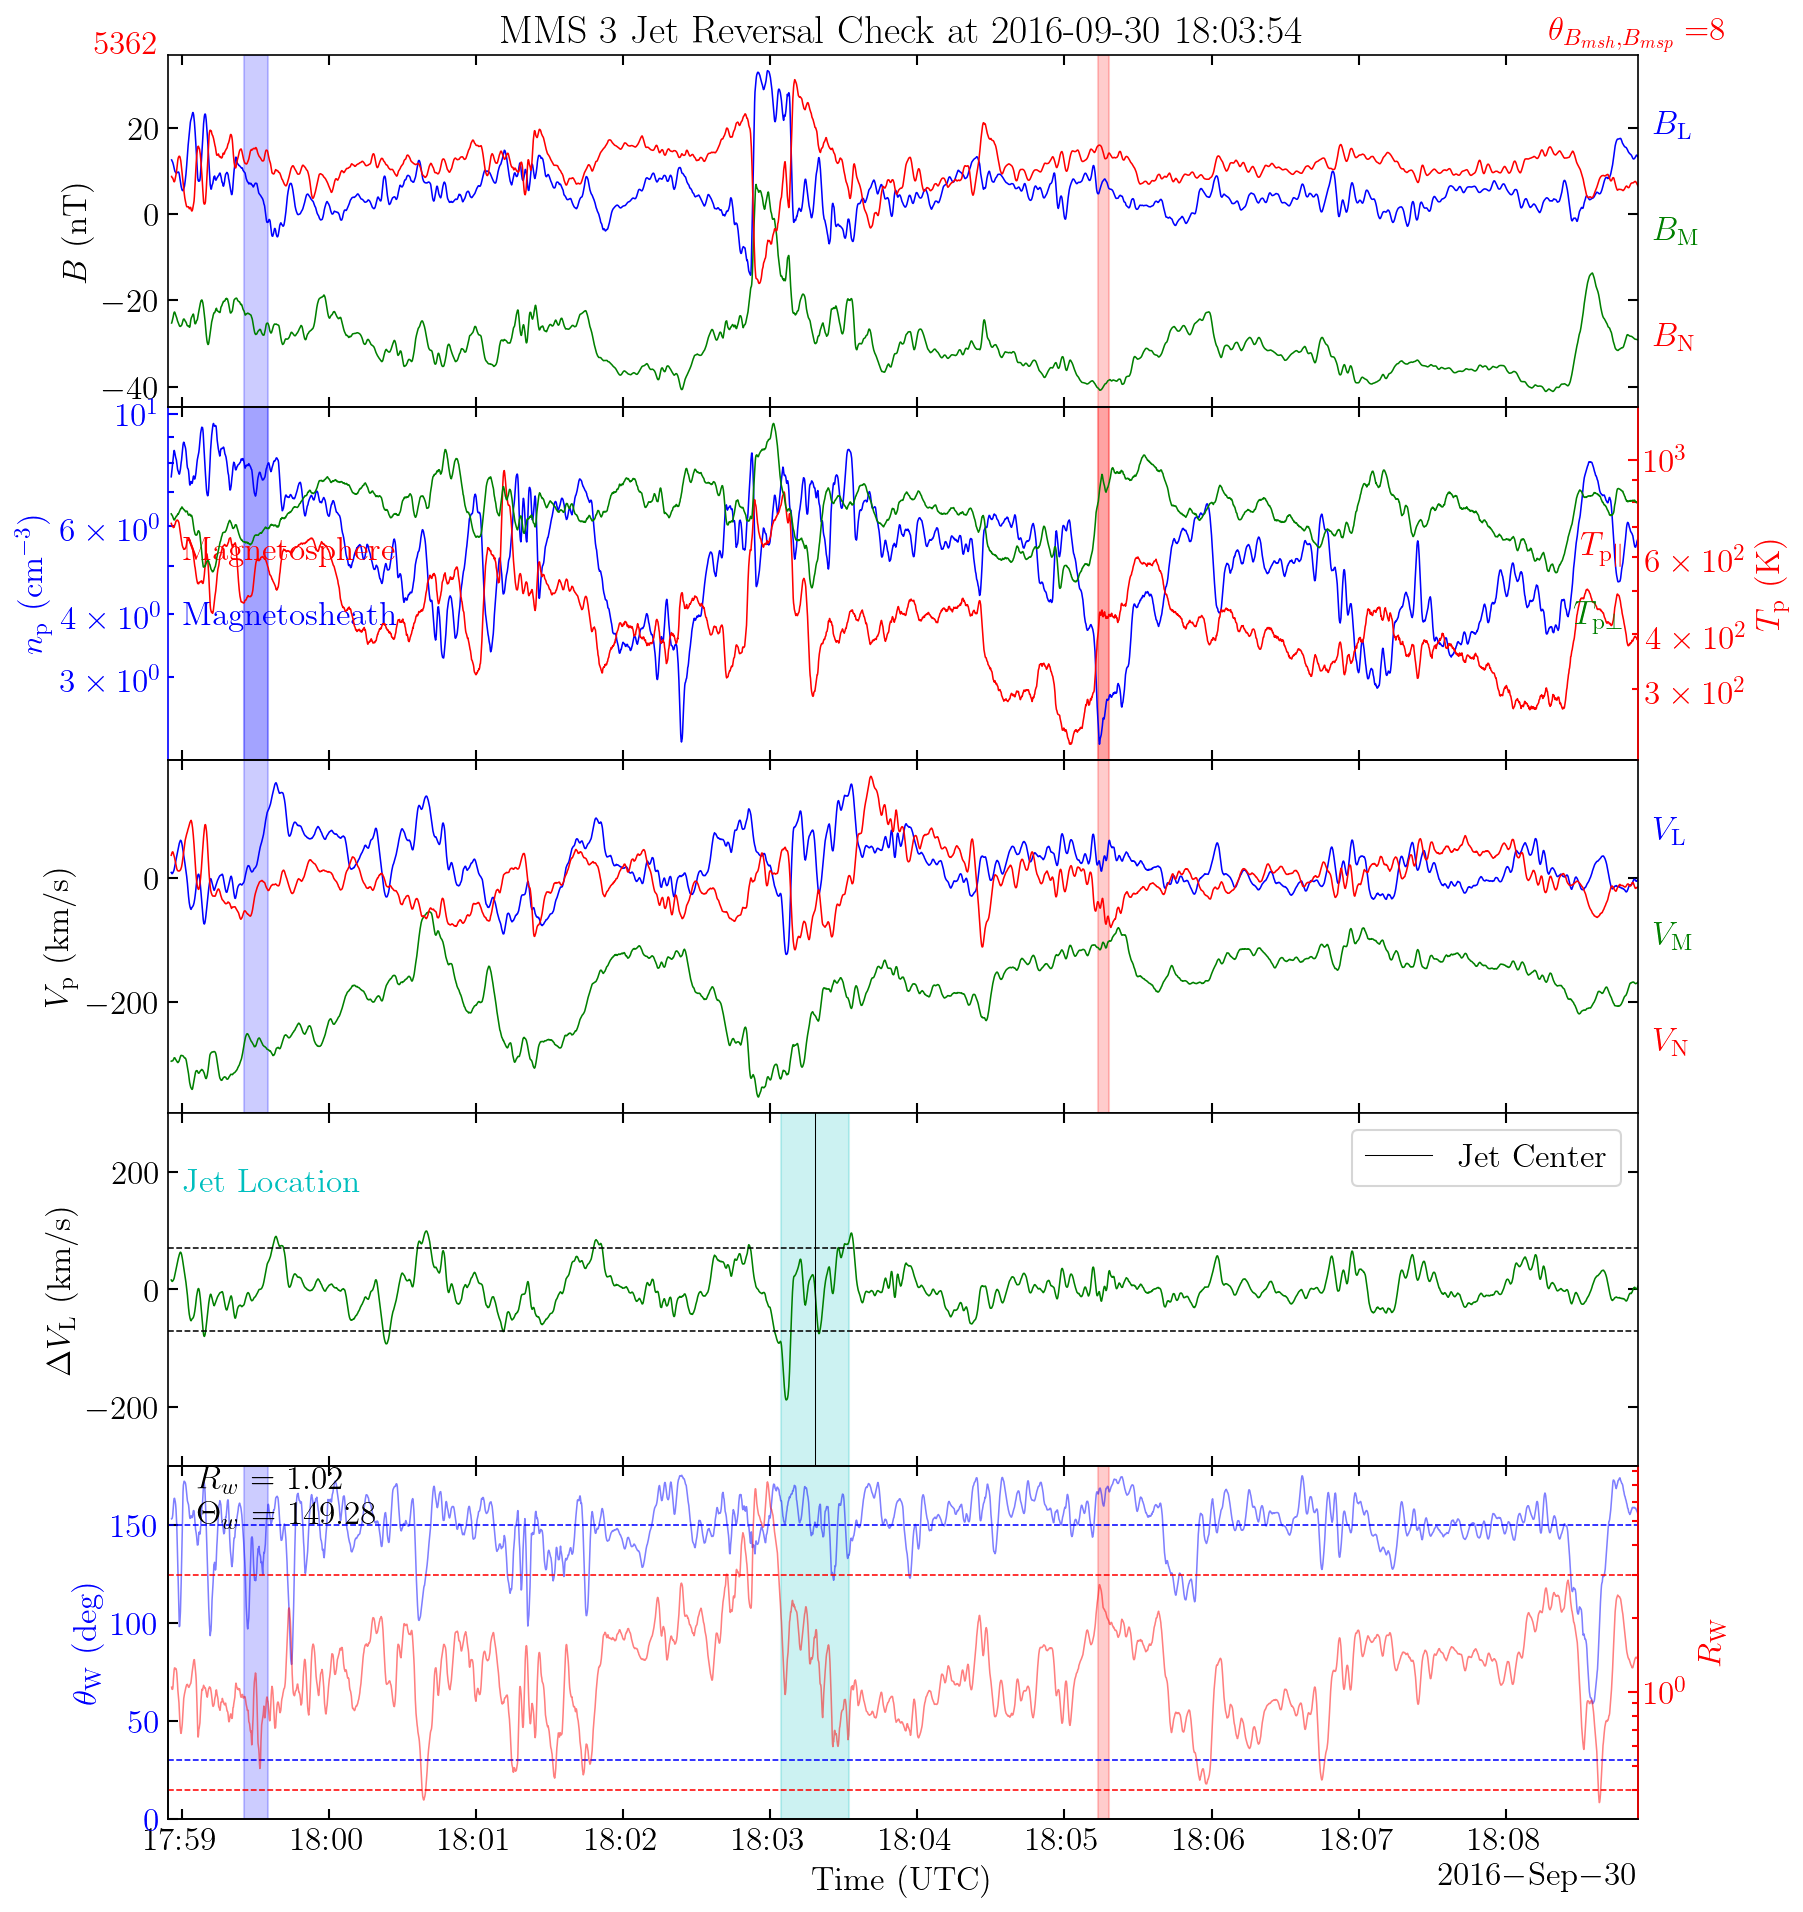 MMS 3 Jet Reversal Check at 2016-09-30 18:03:54
5362
θ_{B_{msh},B_{msp}} =8
20
0
−20
−40
B (nT)
B_L
B_M
B_N
10^1
6 × 10^0
4 × 10^0
3 × 10^0
n_p (cm^{−3})
Magnetosphere
Magnetosheath
T_{p∥}
T_{p⊥}
10^3
6 × 10^2
4 × 10^2
3 × 10^2
T_p (K)
0
−200
V_p (km/s)
V_L
V_M
V_N
Jet Location
Jet Center
200
0
−200
ΔV_L (km/s)
R_w = 1.02
Θ_w = 149.28
150
100
50
0
θ_W (deg)
10^0
R_W
17:59
18:00
18:01
18:02
18:03
18:04
18:05
18:06
18:07
18:08
Time (UTC)
2016−Sep−30